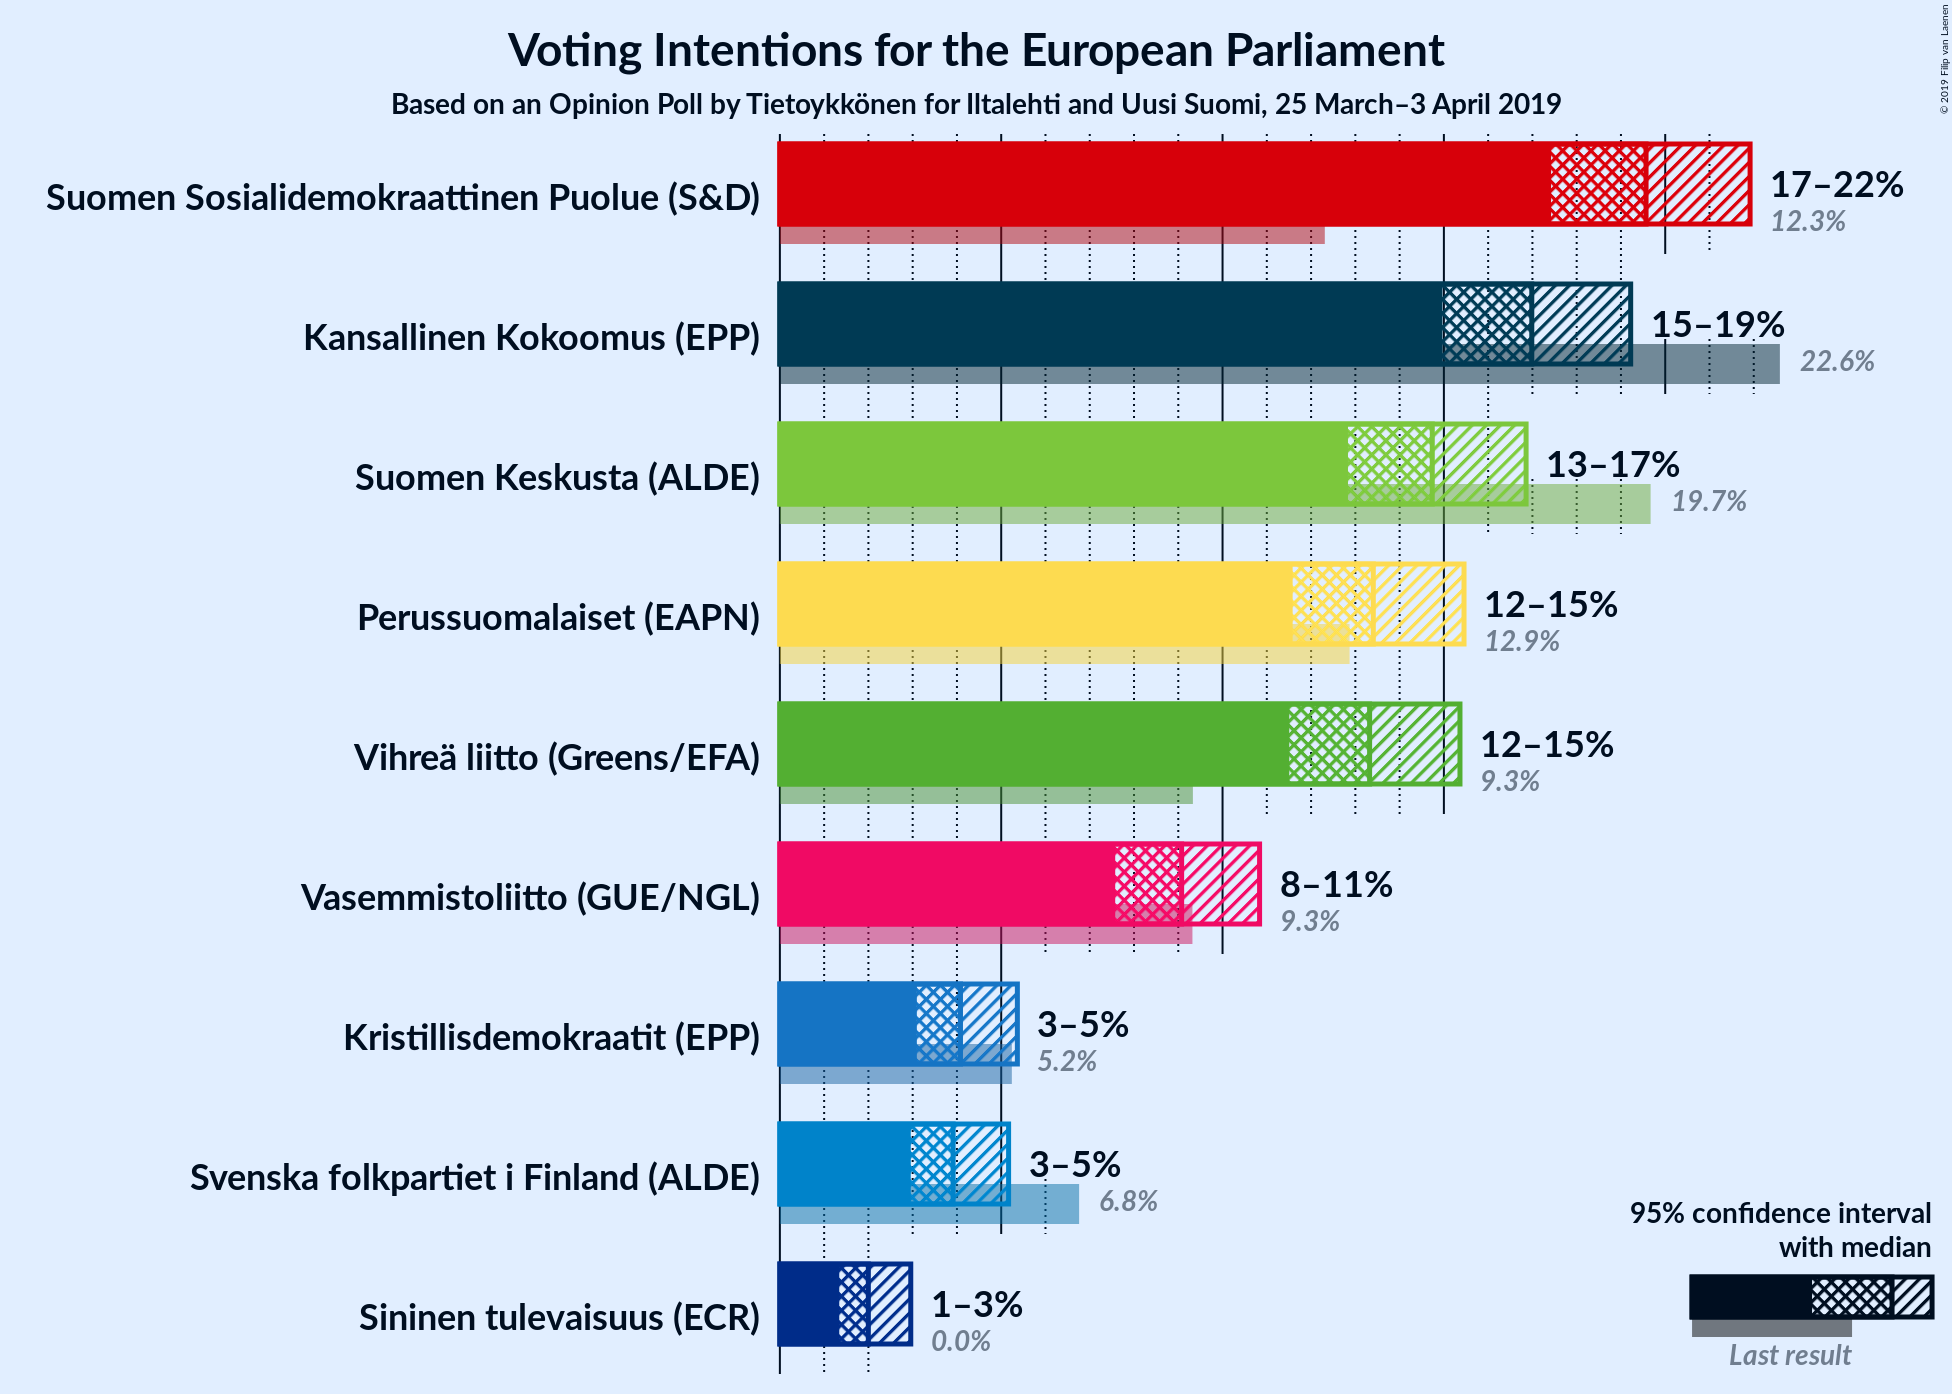 Voting Intentions for the European Parliament
Based on an Opinion Poll by Tietoykkönen for Iltalehti and Uusi Suomi, 25 March–3 April 2019
© 2019 Filip van Laenen
Suomen Sosialidemokraattinen Puolue (S&D)
17–22%
12.3%
Kansallinen Kokoomus (EPP)
15–19%
22.6%
Suomen Keskusta (ALDE)
13–17%
19.7%
Perussuomalaiset (EAPN)
12–15%
12.9%
Vihreä liitto (Greens/EFA)
12–15%
9.3%
Vasemmistoliitto (GUE/NGL)
8–11%
9.3%
Kristillisdemokraatit (EPP)
3–5%
5.2%
Svenska folkpartiet i Finland (ALDE)
3–5%
6.8%
Sininen tulevaisuus (ECR)
1–3%
0.0%
95% confidence interval
with median
Last result